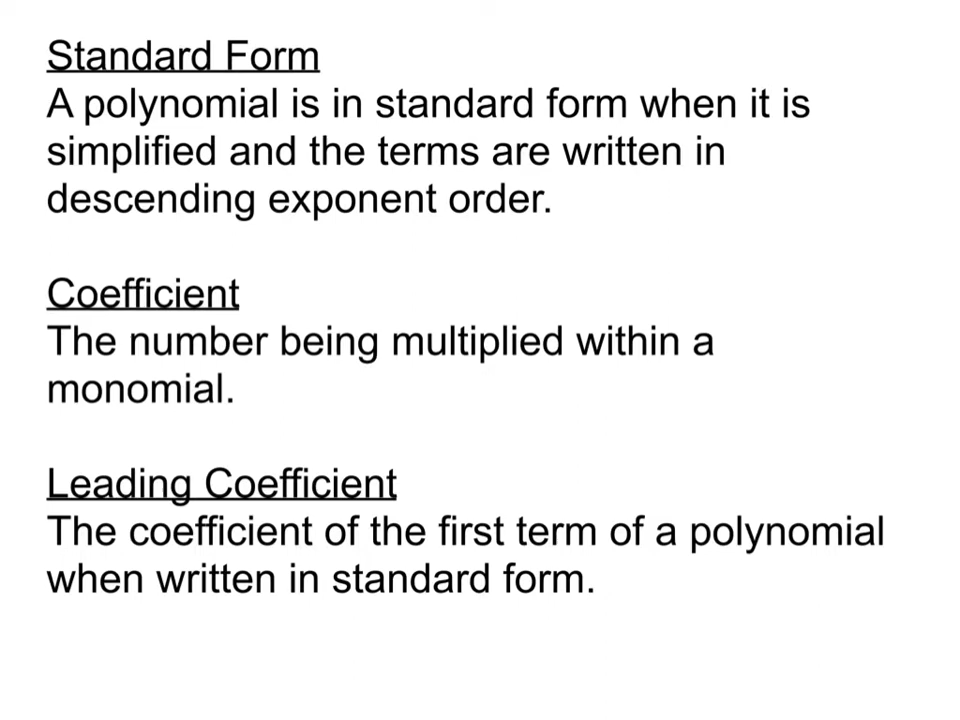 Standard Form
A polynomial is in standard form when it is
simplified and the terms are written in
descending exponent order.
Coefficient
The number being multiplied within a
monomial.
Leading Coefficient
The coefficient of the first term of a polynomial
when written in standard form.